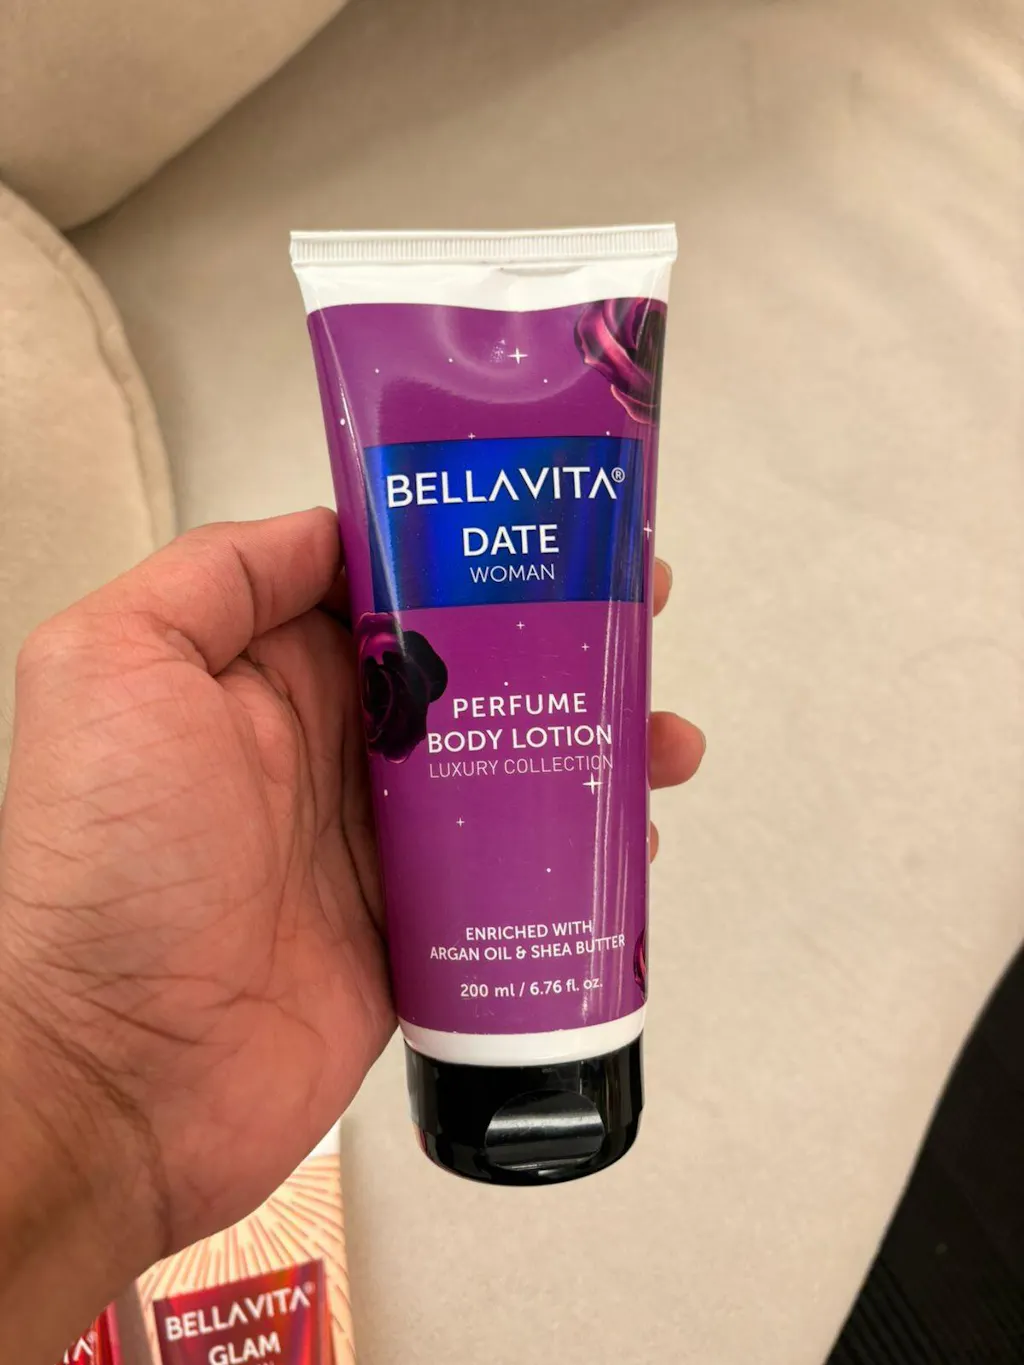 BELLAVITA®
DATE
WOMAN
PERFUME
BODY LOTION
LUXURY COLLECTION
ENRICHED WITH
ARGAN OIL & SHEA BUTTER
200 ml / 6.76 fl. oz.
BELLAVITA®
GLAM